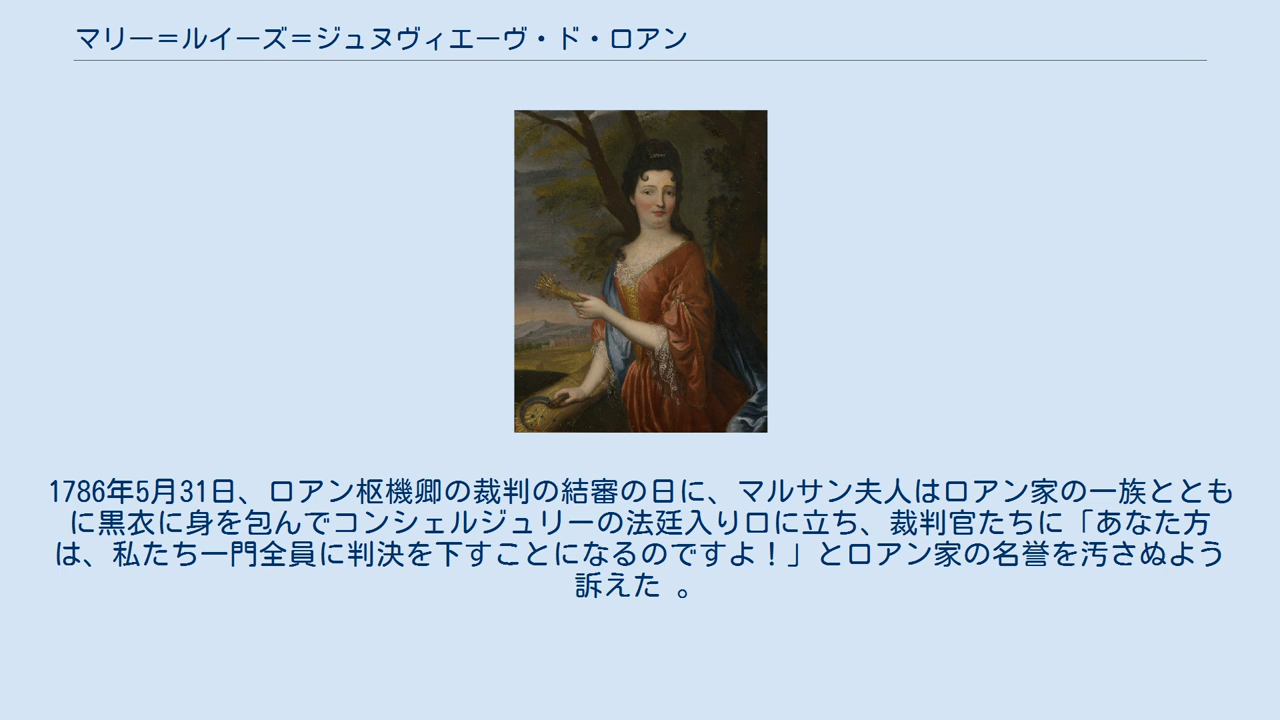 マリー＝ルイーズ＝ジュヌヴィエーヴ・ド・ロアン
1786年5月31日、ロアン枢機卿の裁判の結審の日に、マルサン夫人はロアン家の一族ととも
に黒衣に身を包んでコンシェルジュリーの法廷入り口に立ち、裁判官たちに「あなた方
は、私たち一門全員に判決を下すことになるのですよ！」とロアン家の名誉を汚さぬよう
訴えた 。